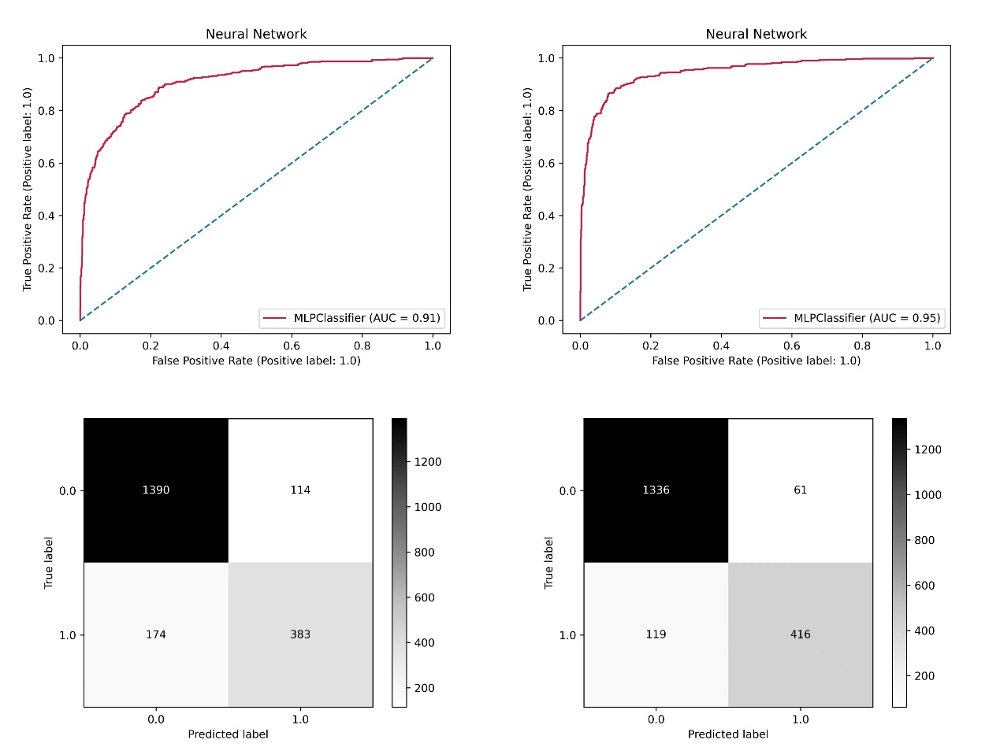 Neural Network
1.0
0.8
0.6
0.4
0.2
0.0
True Positive Rate (Positive label: 1.0)
MLPClassifier (AUC = 0.91)
0.0 0.2 0.4 0.6 0.8 1.0
False Positive Rate (Positive label: 1.0)
Neural Network
1.0
0.8
0.6
0.4
0.2
0.0
True Positive Rate (Positive label: 1.0)
MLPClassifier (AUC = 0.95)
0.0 0.2 0.4 0.6 0.8 1.0
False Positive Rate (Positive label: 1.0)
True label
0.0 1390 114
1.0 174 383
0.0 1.0
Predicted label
1200
1000
800
600
400
200
True label
0.0 1336 61
1.0 119 416
0.0 1.0
Predicted label
1200
1000
800
600
400
200